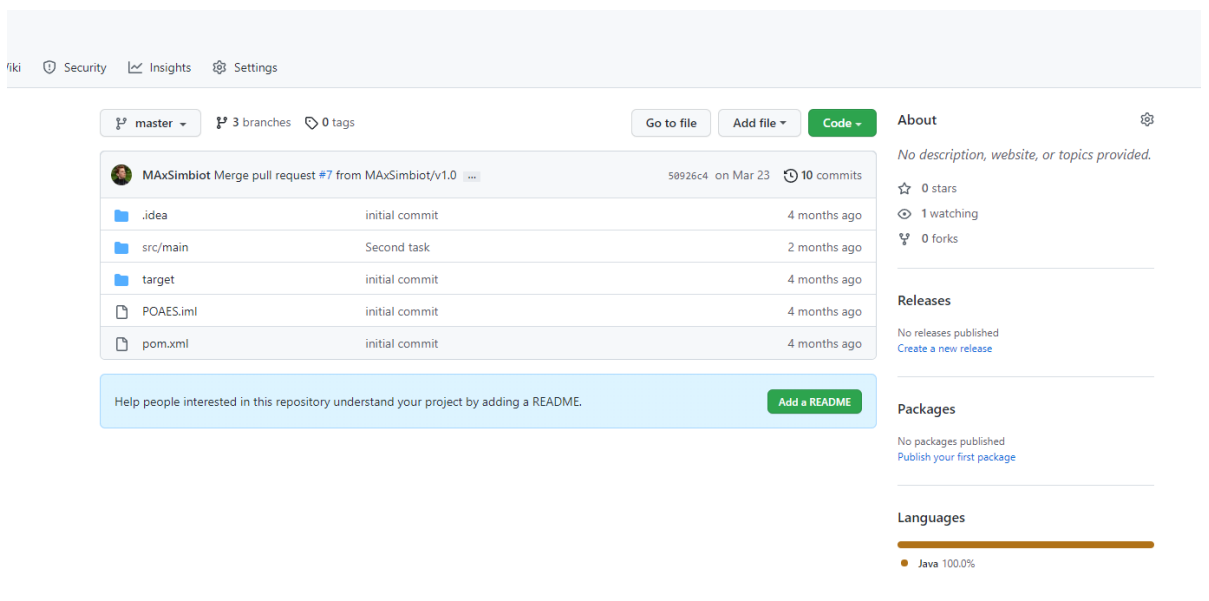 Security Insights Settings
master 3 branches 0 tags Go to file Add file Code
MAxSimbiot Merge pull request #7 from MAxSimbiot/v1.0 ... 50926c4 on Mar 23 10 commits
.idea initial commit 4 months ago
src/main Second task 2 months ago
target initial commit 4 months ago
POAES.iml initial commit 4 months ago
pom.xml initial commit 4 months ago
Help people interested in this repository understand your project by adding a README. Add a README
About
No description, website, or topics provided.
0 stars
1 watching
0 forks
Releases
No releases published
Create a new release
Packages
No packages published
Publish your first package
Languages
Java 100.0%